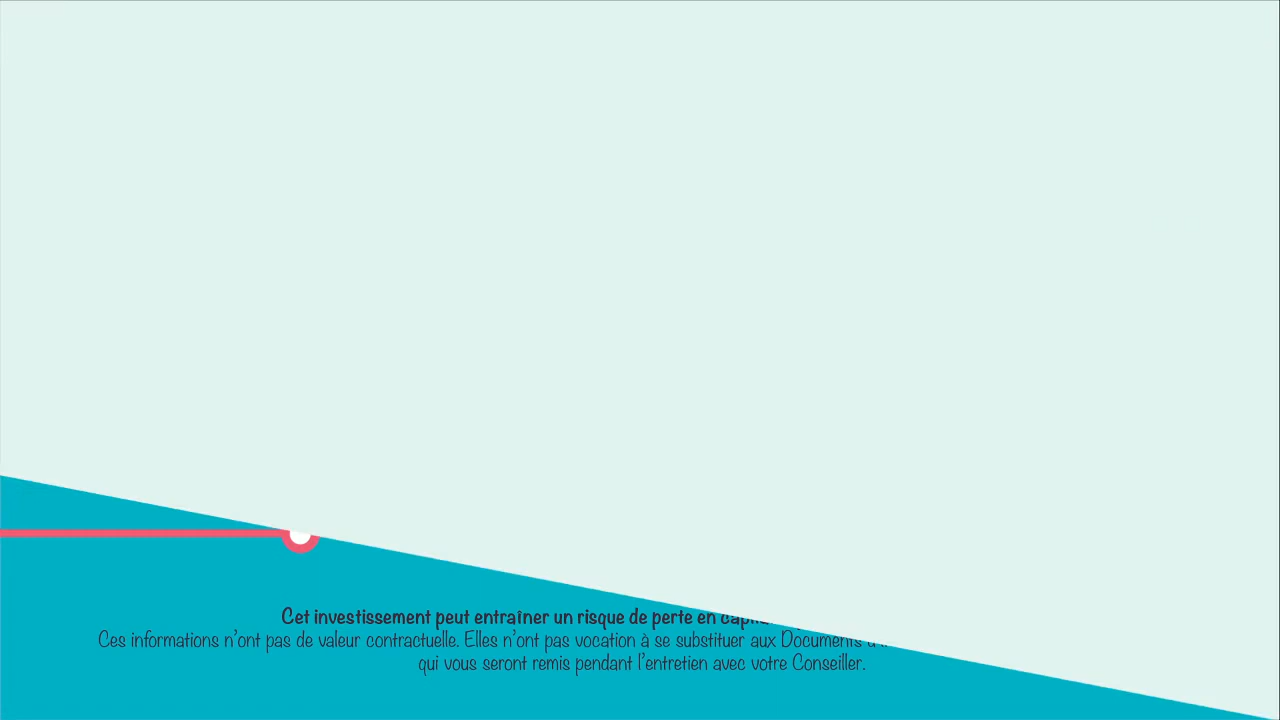 Cet investissement peut entraîner un risque de perte en
Ces informations n’ont pas de valeur contractuelle. Elles n’ont pas vocation à se substituer aux Documents
qui vous seront remis pendant l’entretien avec votre Conseiller.